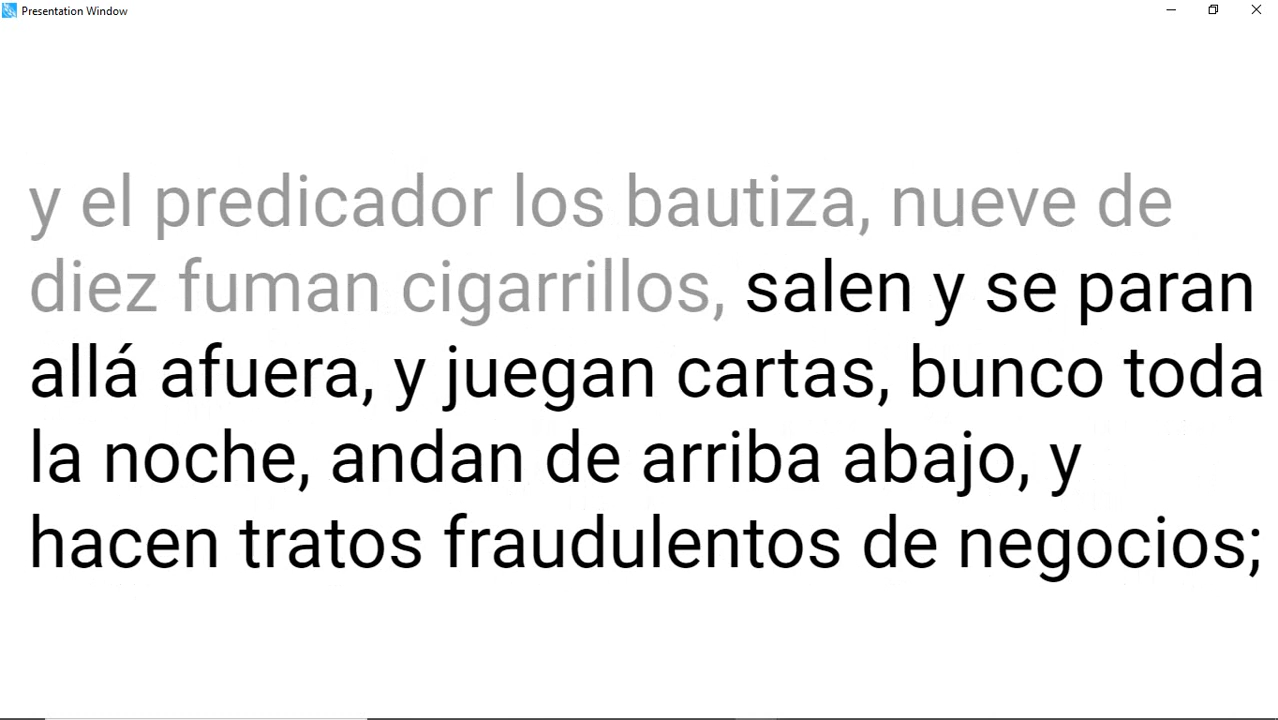 Presentation Window
y el predicador los bautiza, nueve de
diez fuman cigarrillos, salen y se paran
allá afuera, y juegan cartas, bunco toda
la noche, andan de arriba abajo, y
hacen tratos fraudulentos de negocios;